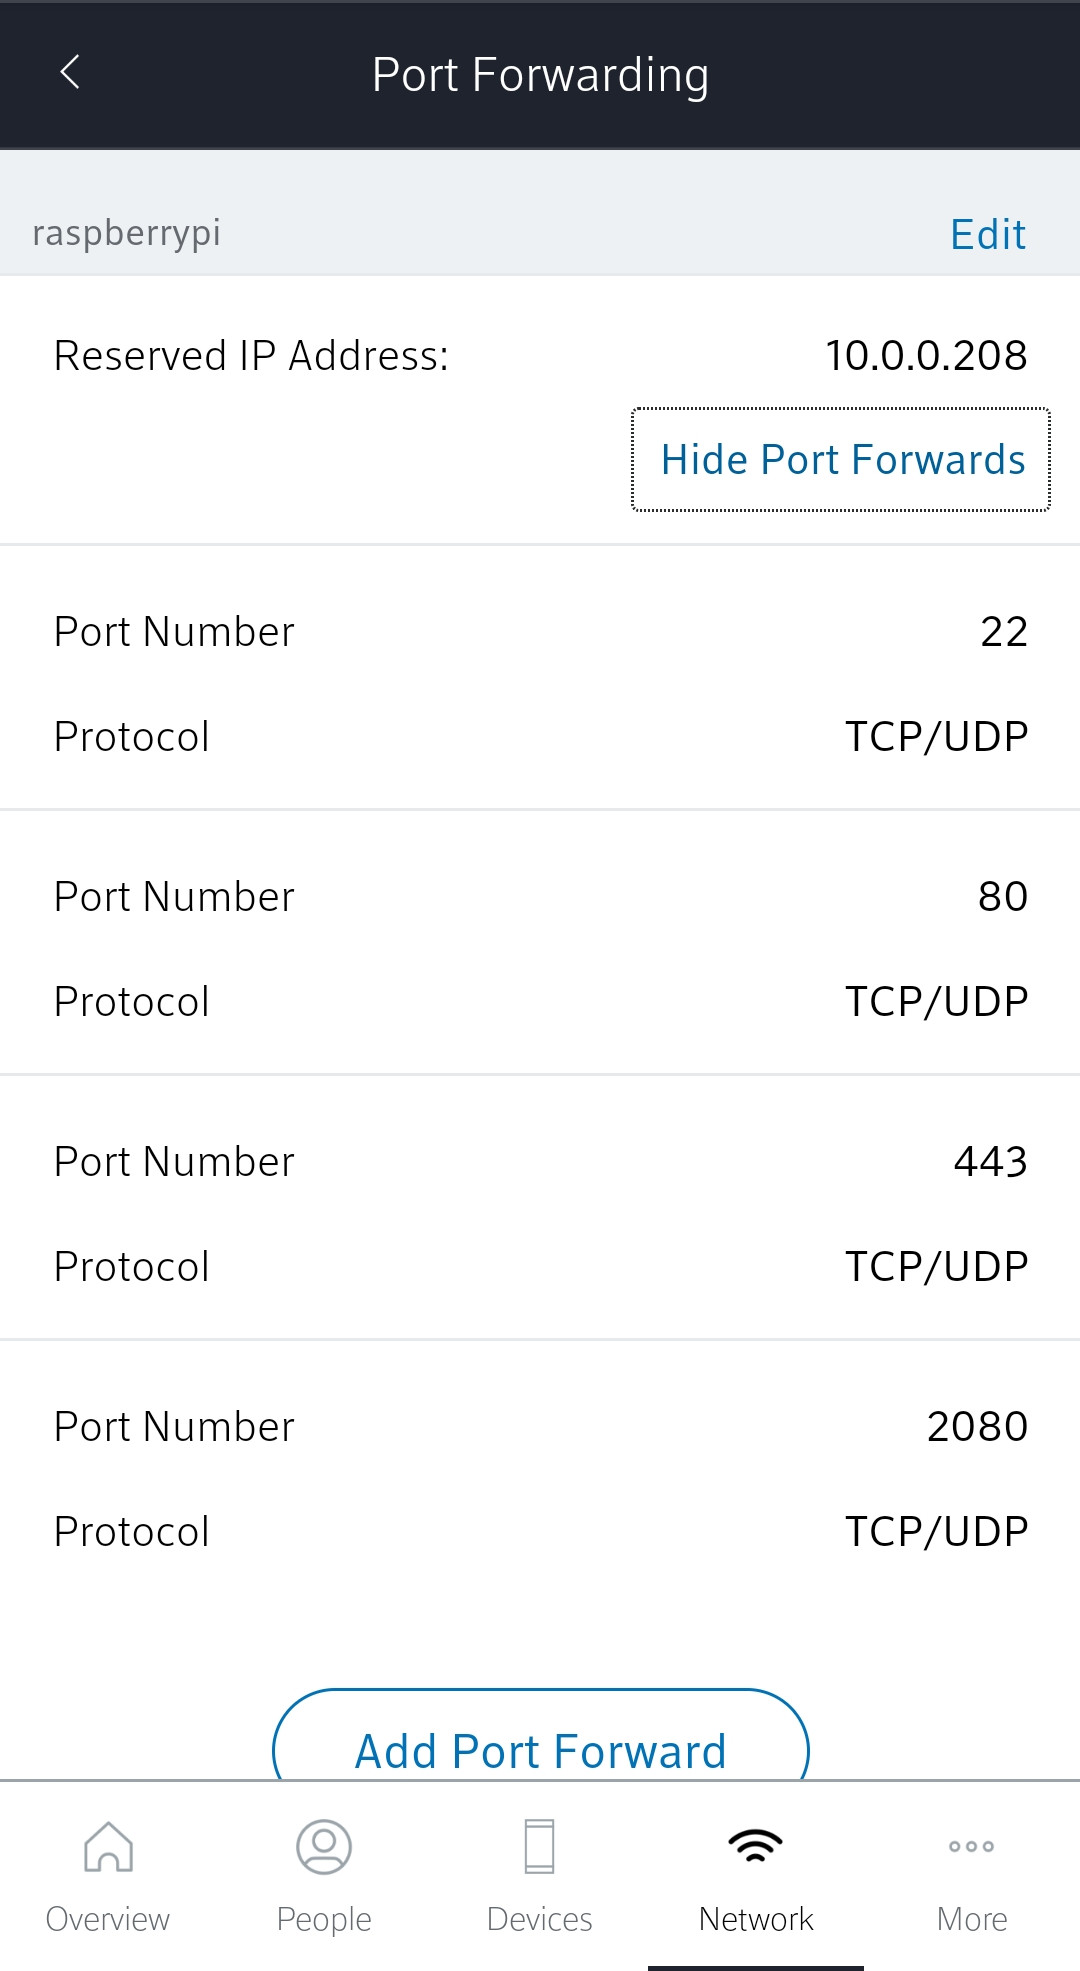 Port Forwarding
raspberrypi Edit
Reserved IP Address: 10.0.0.208
Hide Port Forwards
Port Number 22
Protocol TCP/UDP
Port Number 80
Protocol TCP/UDP
Port Number 443
Protocol TCP/UDP
Port Number 2080
Protocol TCP/UDP
Add Port Forward
Overview People Devices Network More